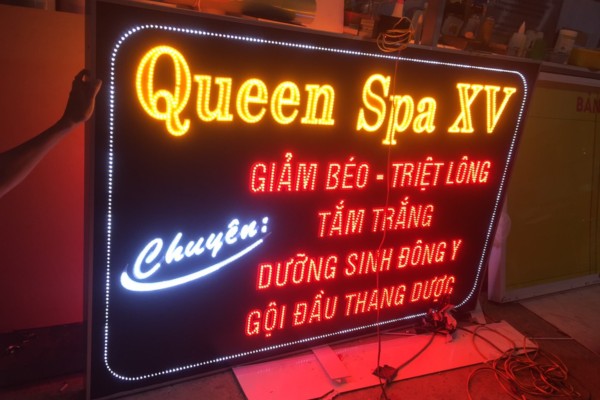 Queen Spa XV
GIẢM BÉO - TRIỆT LÔNG
TẮM TRẮNG
Chuyên:
DƯỠNG SINH ĐÔNG Y
GỘI ĐẦU THANG DƯỢC